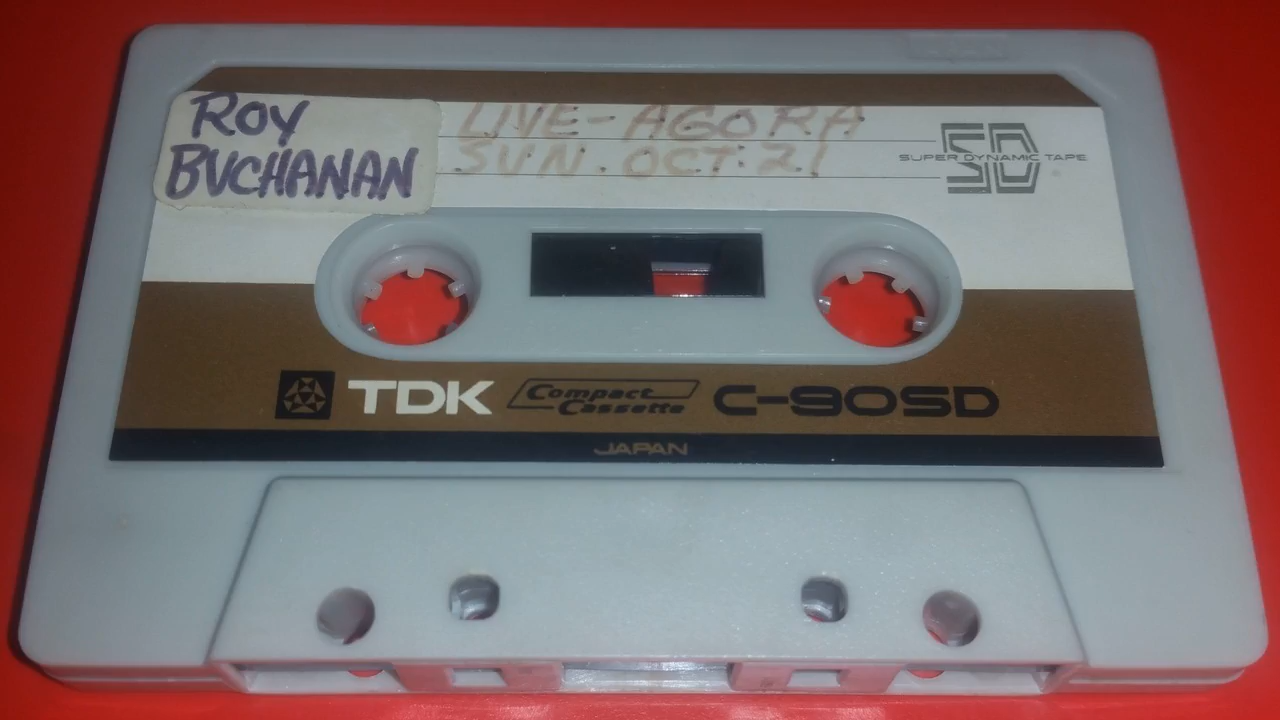 ROY
BUCHANAN
LIVE-AGORA
SUN. OCT. 21
SD
SUPER DYNAMIC TAPE
TDK Compact Cassette C-90SD
JAPAN